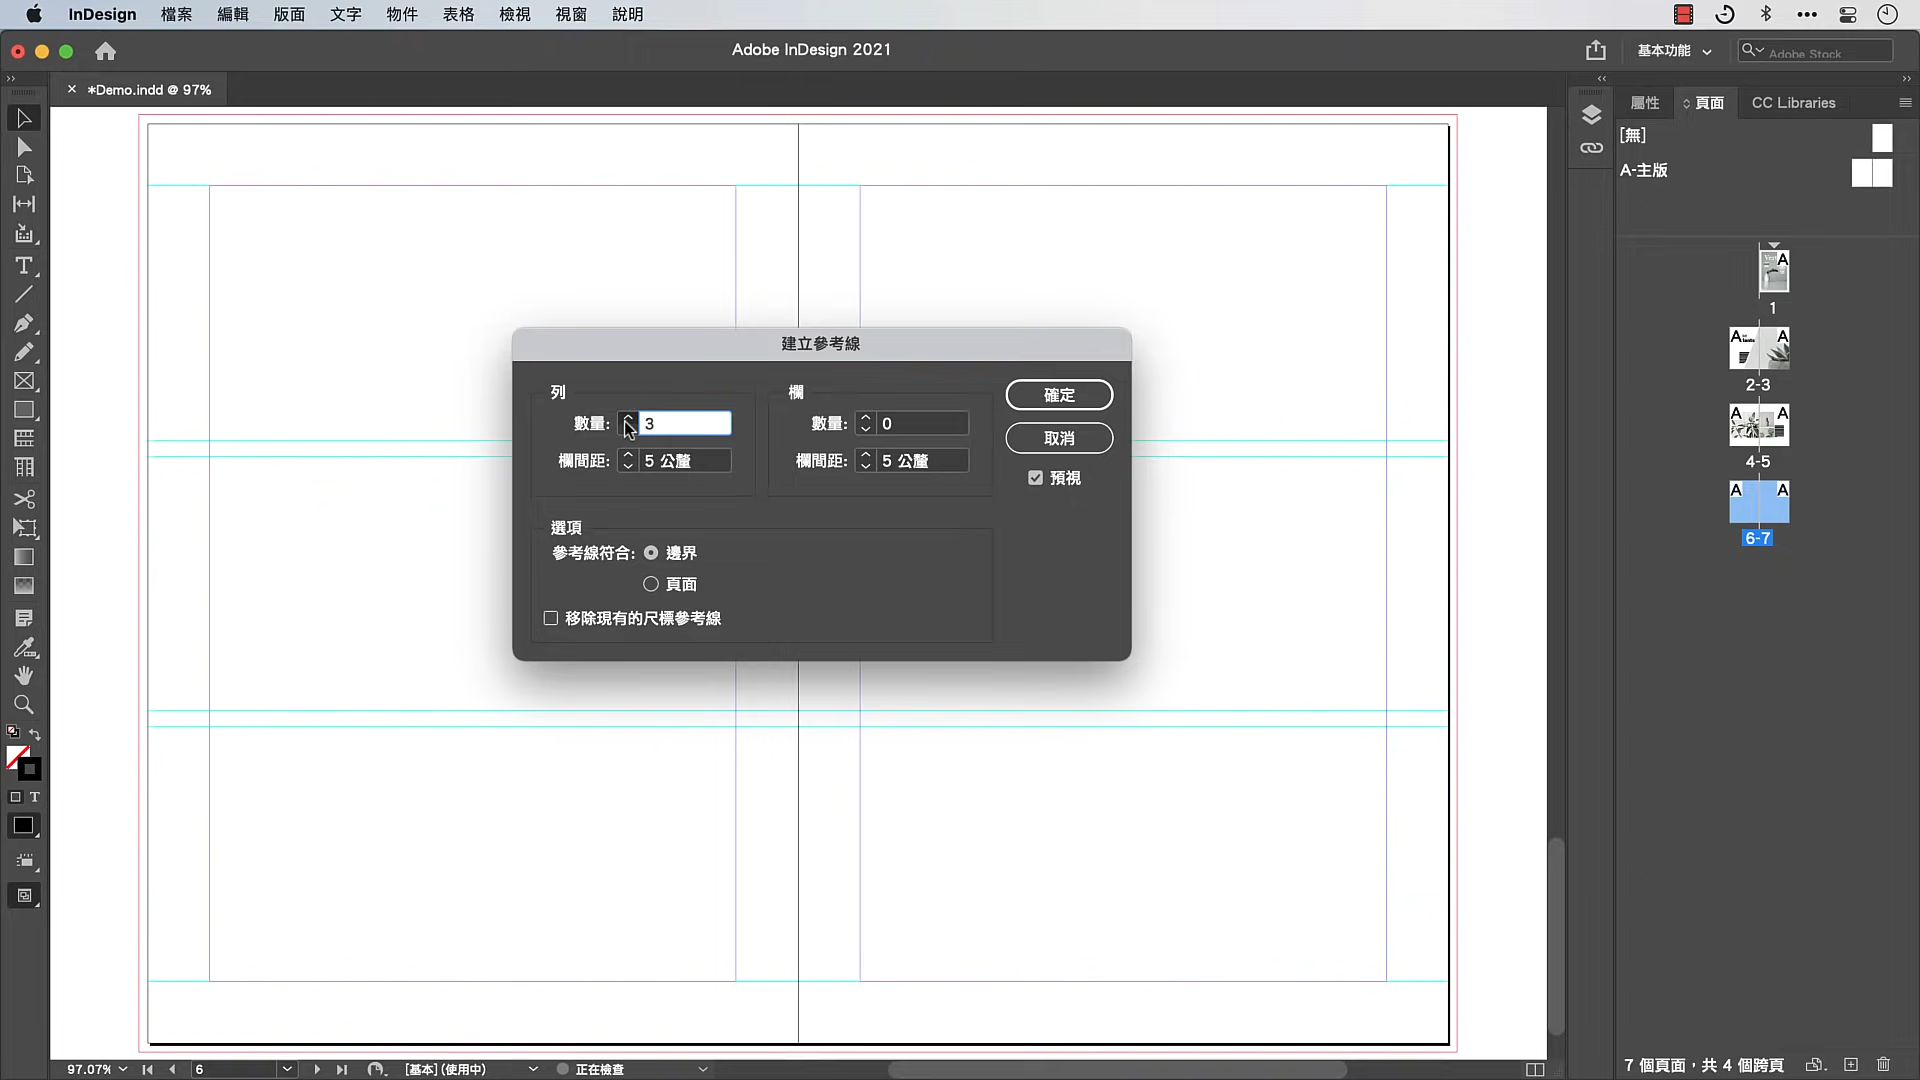 InDesign 檔案 編輯 版面 文字 物件 表格 檢視 視窗 說明
Adobe InDesign 2021
基本功能
Adobe Stock
*Demo.indd @ 97%
屬性 頁面 CC Libraries
[無]
A-主版
A
1
A A
2-3
A A
4-5
A A
6-7
建立參考線
列
數量: 3
欄間距: 5 公釐
欄
數量: 0
欄間距: 5 公釐
確定
取消
預視
選項
參考線符合: 邊界
頁面
移除現有的尺標參考線
97.07% 6 [基本] (使用中) 正在檢查
7 個頁面，共 4 個跨頁